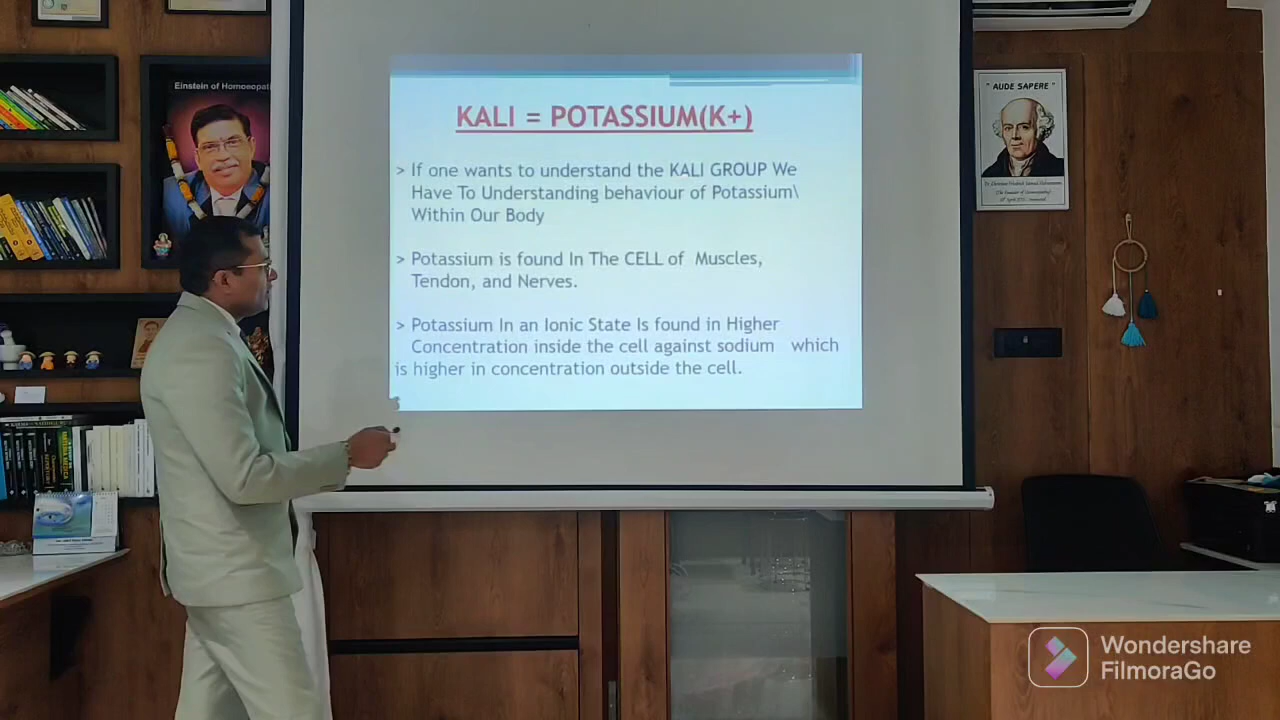 Einstein of Homoeopat
" AUDE SAPERE "
KALI = POTASSIUM(K+)
> If one wants to understand the KALI GROUP We
Have To Understanding behaviour of Potassium\
Within Our Body
> Potassium is found In The CELL of Muscles,
Tendon, and Nerves.
> Potassium In an Ionic State Is found in Higher
Concentration inside the cell against sodium which
is higher in concentration outside the cell.
Wondershare
FilmoraGo